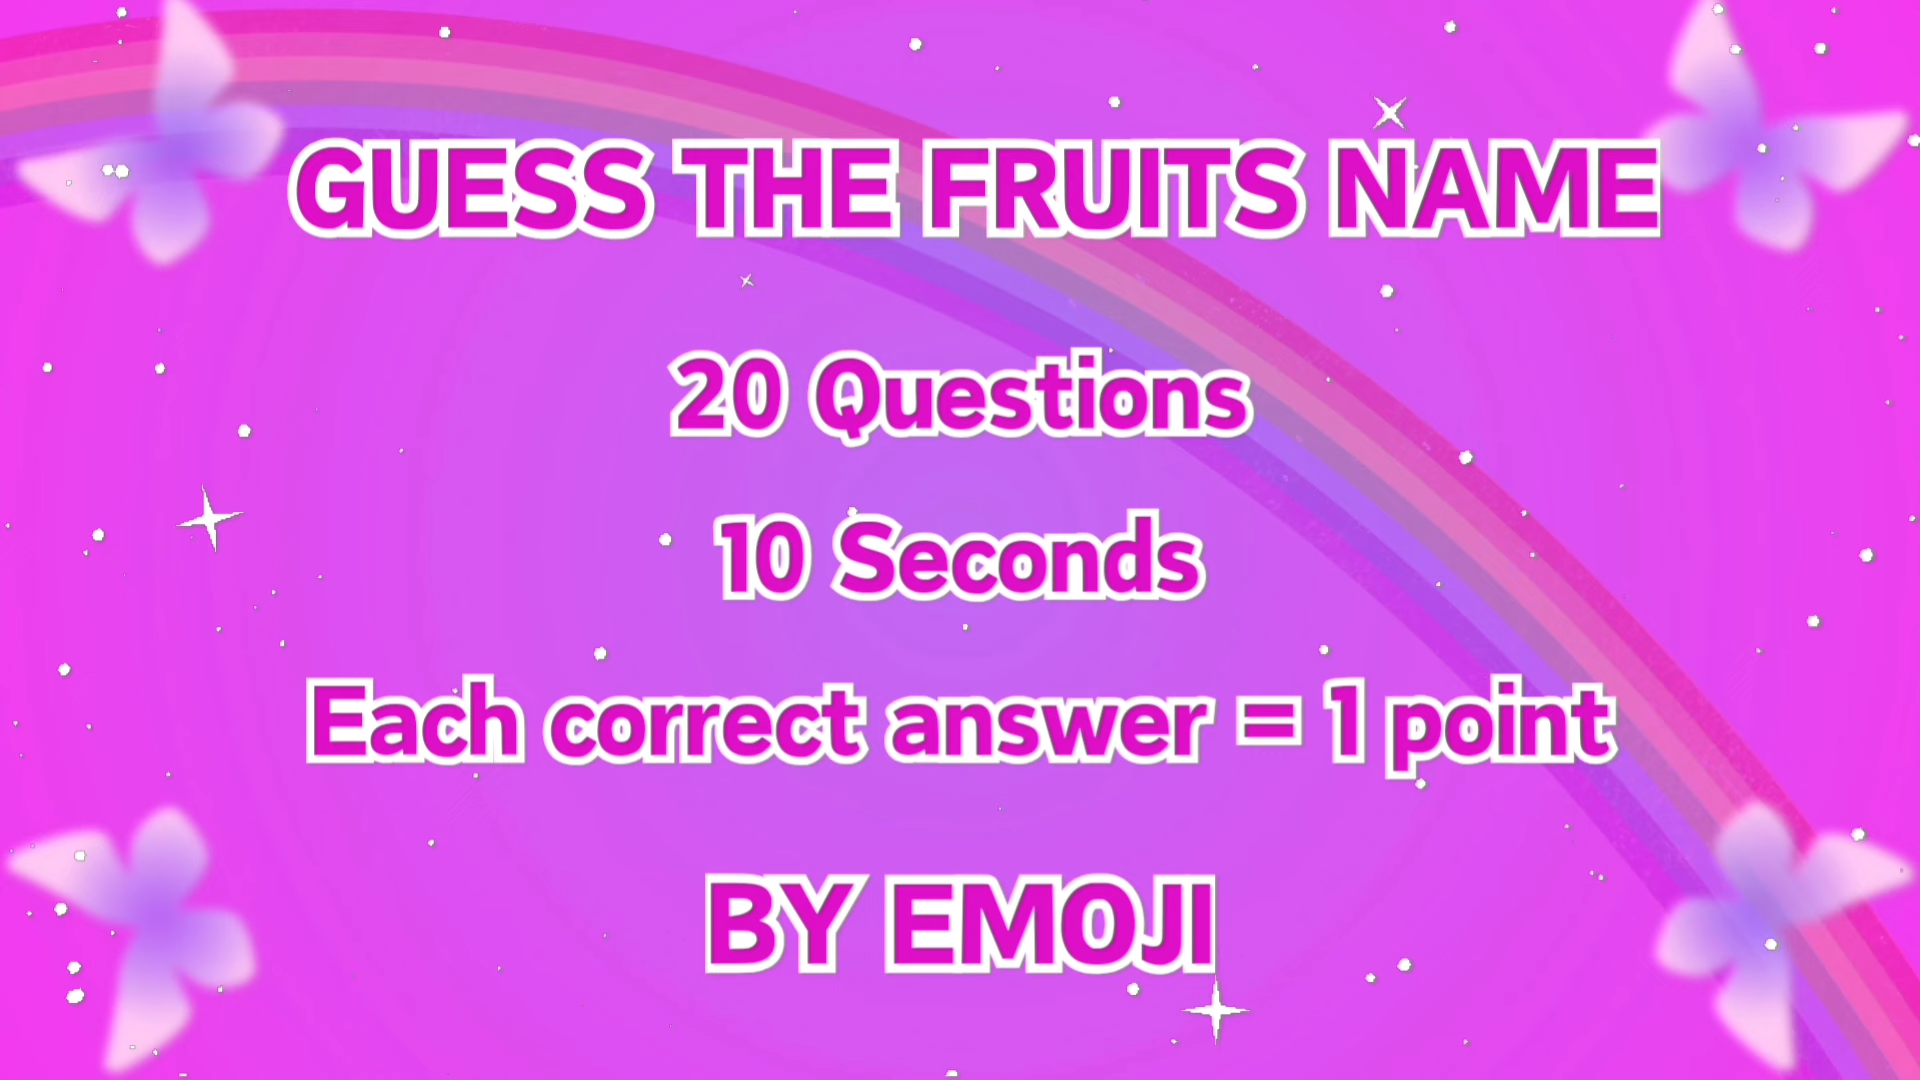 GUESS THE FRUITS NAME
20 Questions
10 Seconds
Each correct answer = 1 point
BY EMOJI